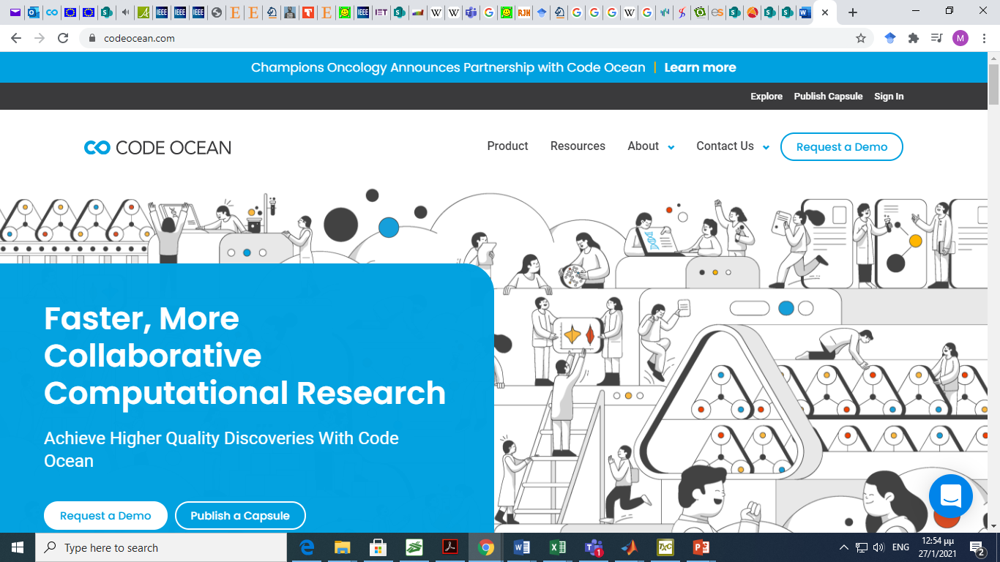 codeocean.com
M
Champions Oncology Announces Partnership with Code Ocean | Learn more
Explore Publish Capsule Sign In
CODE OCEAN
Product Resources About Contact Us Request a Demo
Faster, More
Collaborative
Computational Research
Achieve Higher Quality Discoveries With Code
Ocean
Request a Demo Publish a Capsule
Type here to search
ENG
12:54 μμ
27/1/2021
2